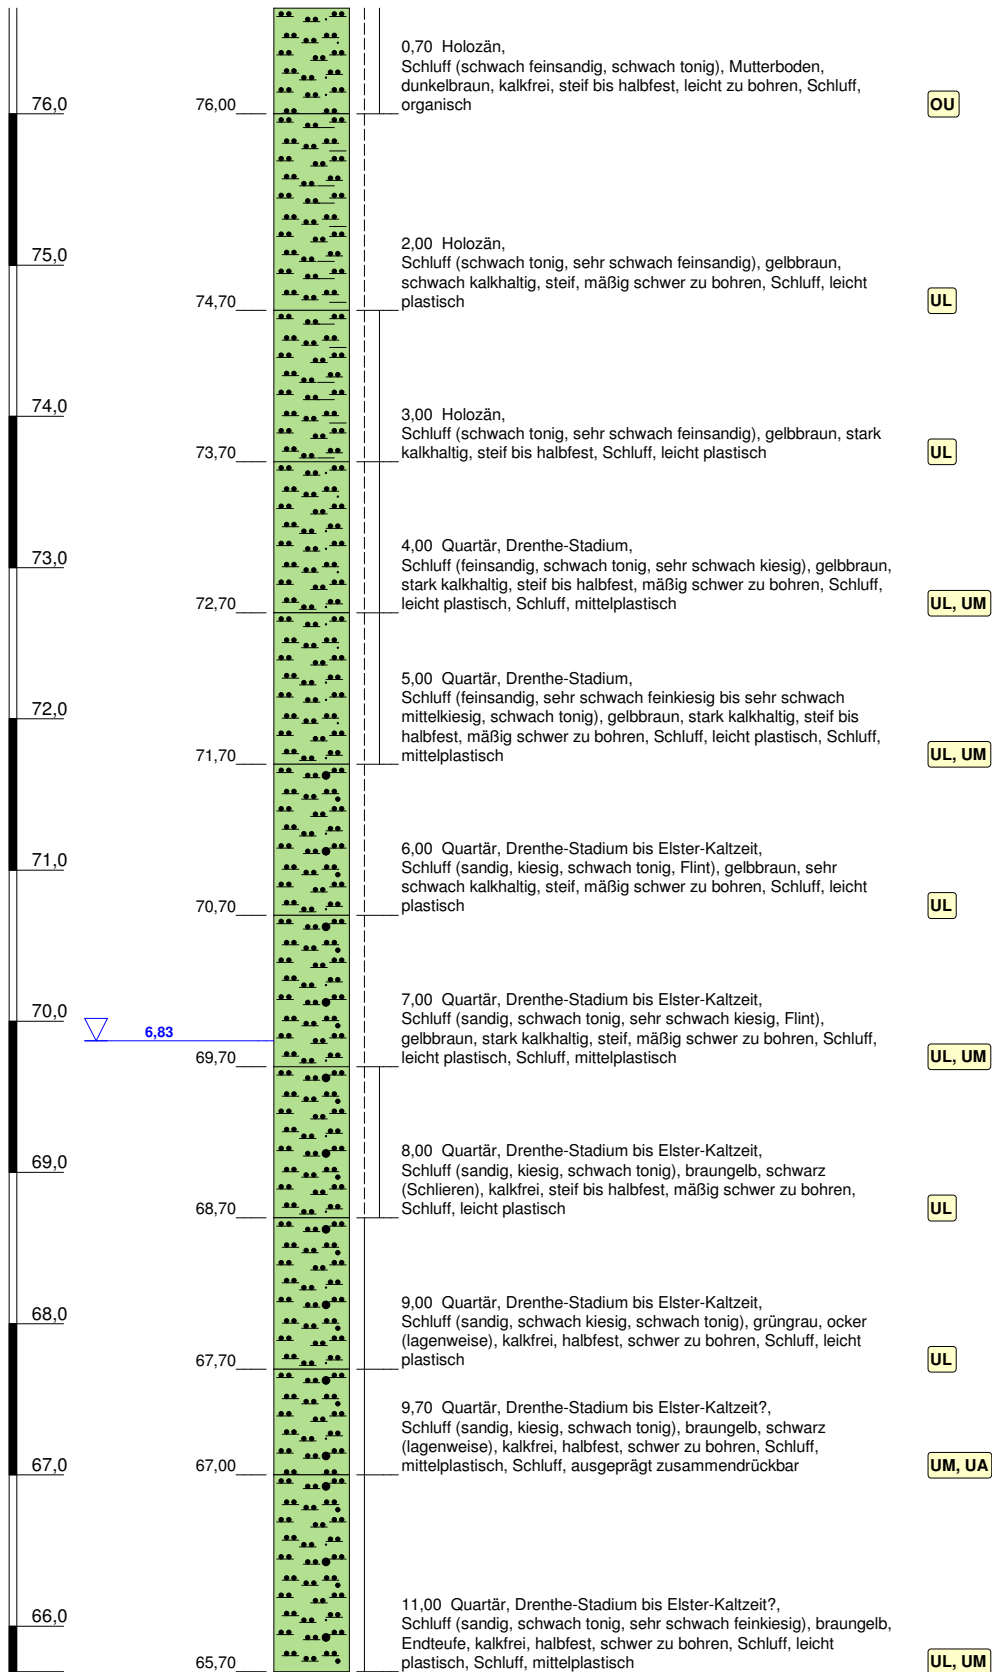 0,70 Holozän,
Schluff (schwach feinsandig, schwach tonig), Mutterboden,
dunkelbraun, kalkfrei, steif bis halbfest, leicht zu bohren, Schluff,
organisch
76,0
76,00
OU
2,00 Holozän,
Schluff (schwach tonig, sehr schwach feinsandig), gelbbraun,
schwach kalkhaltig, steif, mäßig schwer zu bohren, Schluff, leicht
plastisch
75,0
74,70
UL
3,00 Holozän,
Schluff (schwach tonig, sehr schwach feinsandig), gelbbraun, stark
kalkhaltig, steif bis halbfest, Schluff, leicht plastisch
74,0
73,70
UL
4,00 Quartär, Drenthe-Stadium,
Schluff (feinsandig, schwach tonig, sehr schwach kiesig), gelbbraun,
stark kalkhaltig, steif bis halbfest, mäßig schwer zu bohren, Schluff,
leicht plastisch, Schluff, mittelplastisch
73,0
72,70
UL, UM
5,00 Quartär, Drenthe-Stadium,
Schluff (feinsandig, sehr schwach feinkiesig bis sehr schwach
mittelkiesig, schwach tonig), gelbbraun, stark kalkhaltig, steif bis
halbfest, mäßig schwer zu bohren, Schluff, leicht plastisch, Schluff,
mittelplastisch
72,0
71,70
UL, UM
6,00 Quartär, Drenthe-Stadium bis Elster-Kaltzeit,
Schluff (sandig, kiesig, schwach tonig, Flint), gelbbraun, sehr
schwach kalkhaltig, steif, mäßig schwer zu bohren, Schluff, leicht
plastisch
71,0
70,70
UL
7,00 Quartär, Drenthe-Stadium bis Elster-Kaltzeit,
Schluff (sandig, schwach tonig, sehr schwach kiesig, Flint),
gelbbraun, stark kalkhaltig, steif, mäßig schwer zu bohren, Schluff,
leicht plastisch, Schluff, mittelplastisch
70,0
6,83
69,70
UL, UM
8,00 Quartär, Drenthe-Stadium bis Elster-Kaltzeit,
Schluff (sandig, kiesig, schwach tonig), braungelb, schwarz
(Schlieren), kalkfrei, steif bis halbfest, mäßig schwer zu bohren,
Schluff, leicht plastisch
69,0
68,70
UL
9,00 Quartär, Drenthe-Stadium bis Elster-Kaltzeit,
Schluff (sandig, schwach kiesig, schwach tonig), grüngrau, ocker
(lagenweise), kalkfrei, halbfest, schwer zu bohren, Schluff, leicht
plastisch
68,0
67,70
UL
9,70 Quartär, Drenthe-Stadium bis Elster-Kaltzeit?,
Schluff (sandig, kiesig, schwach tonig), braungelb, schwarz
(lagenweise), kalkfrei, halbfest, schwer zu bohren, Schluff,
mittelplastisch, Schluff, ausgeprägt zusammendrückbar
67,0
67,00
UM, UA
11,00 Quartär, Drenthe-Stadium bis Elster-Kaltzeit?,
Schluff (sandig, schwach tonig, sehr schwach feinkiesig), braungelb,
Endteufe, kalkfrei, halbfest, schwer zu bohren, Schluff, leicht
plastisch, Schluff, mittelplastisch
66,0
65,70
UL, UM